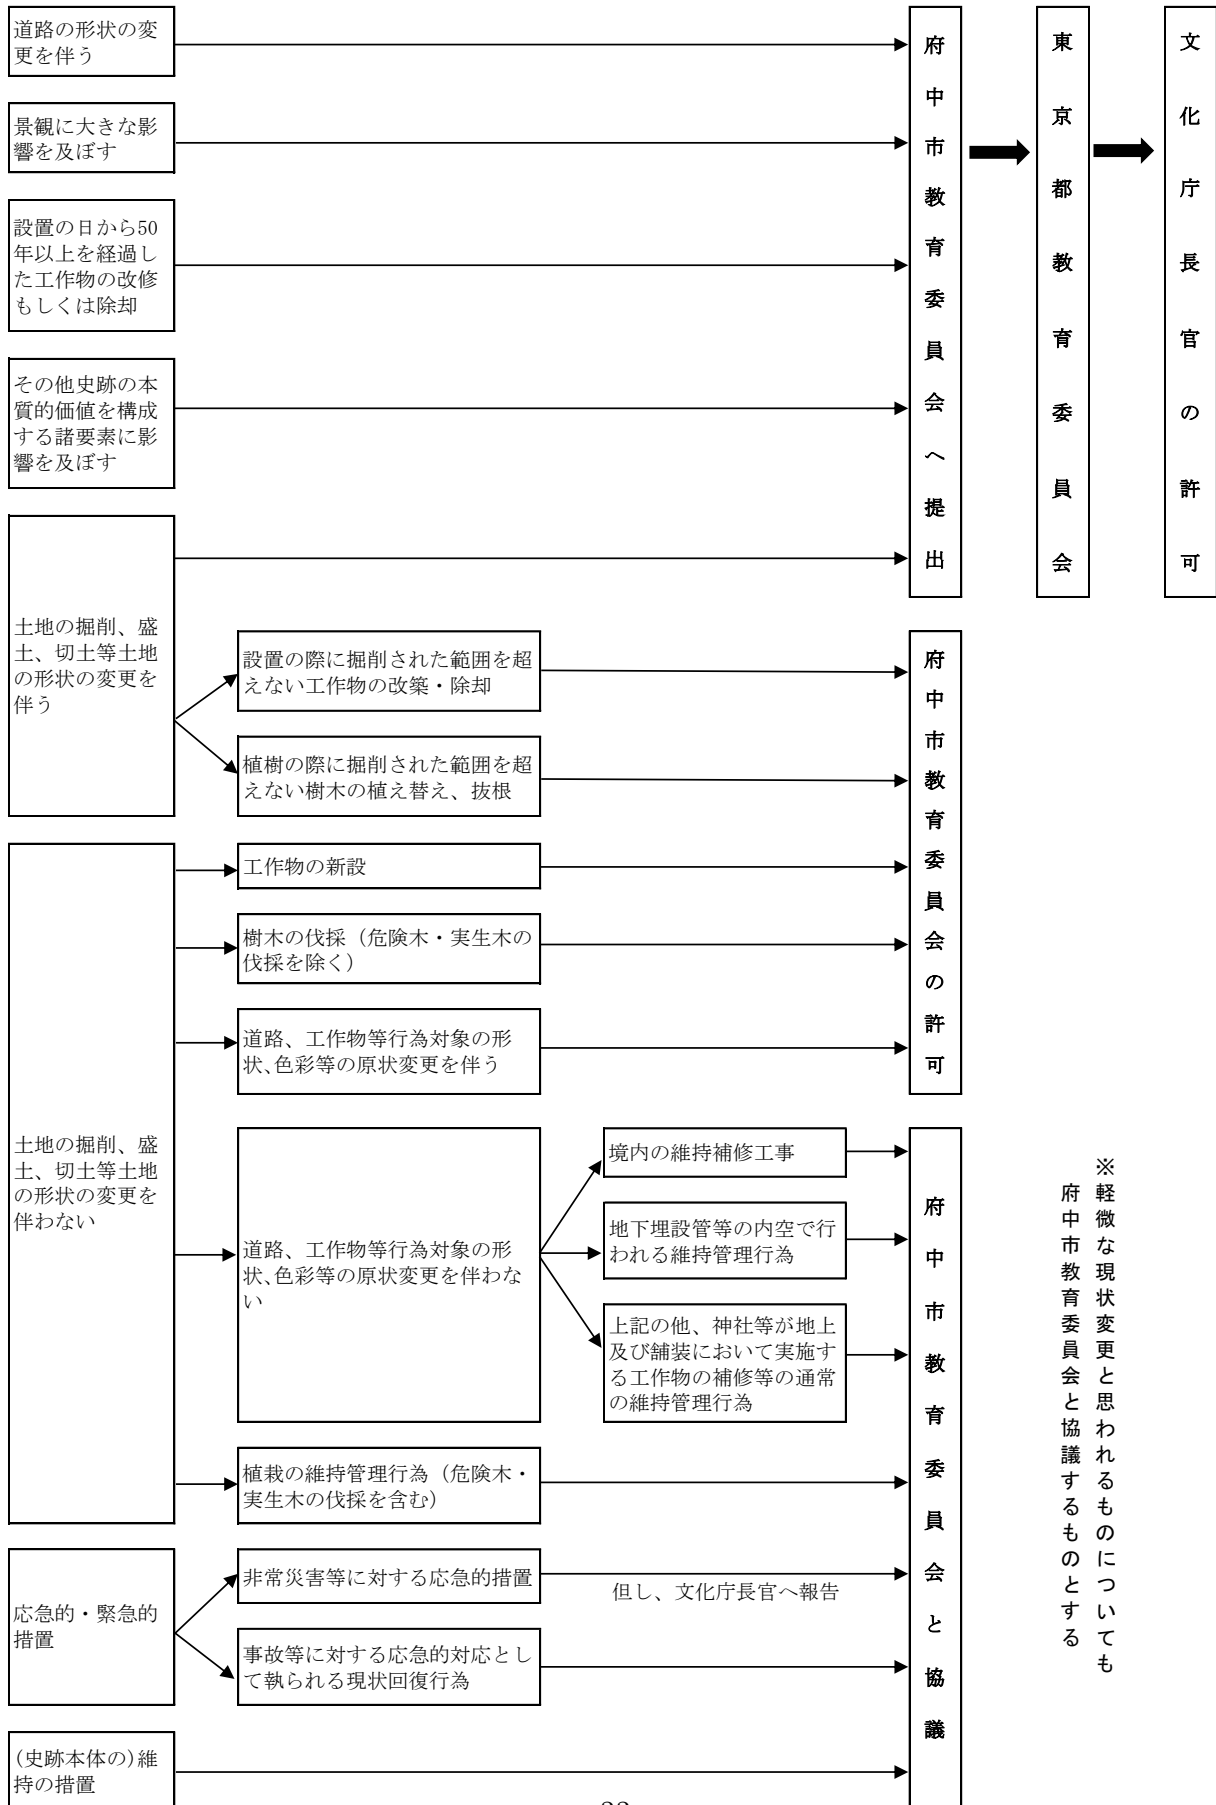 道路の形状の変
更を伴う
景観に大きな影
響を及ぼす
設置の日から50
年以上を経過し
た工作物の改修
もしくは除却
その他史跡の本
質的価値を構成
する諸要素に影
響を及ぼす
府中市教育委員会へ提出
東京都教育委員会
文化庁長官の許可
土地の掘削、盛
土、切土等土地
の形状の変更を
伴う
設置の際に掘削された範囲を超
えない工作物の改築・除却
植樹の際に掘削された範囲を超
えない樹木の植え替え、抜根
府中市教育委員会の許可
土地の掘削、盛
土、切土等土地
の形状の変更を
伴わない
工作物の新設
樹木の伐採（危険木・実生木の
伐採を除く）
道路、工作物等行為対象の形
状､色彩等の原状変更を伴う
道路、工作物等行為対象の形
状､色彩等の原状変更を伴わな
い
境内の維持補修工事
地下埋設管等の内空で行
われる維持管理行為
上記の他、神社等が地上
及び舗装において実施す
る工作物の補修等の通常
の維持管理行為
植栽の維持管理行為（危険木・
実生木の伐採を含む）
府中市教育委員会と協議
※軽微な現状変更と思われるものについても
府中市教育委員会と協議するものとする
応急的・緊急的
措置
非常災害等に対する応急的措置
但し、文化庁長官へ報告
事故等に対する応急的対応とし
て執られる現状回復行為
(史跡本体の)維
持の措置